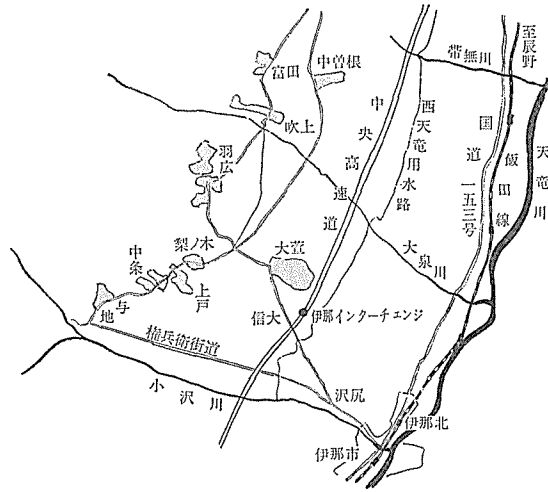 至辰野
帯無川
天竜川
飯田線
国道一五三号
西天竜用水路
中央高速道
中曽根
富田
吹上
羽広
大泉川
大萱
梨ノ木
中条
上戸
与地
信大
伊那インターチェンジ
権兵衛街道
小沢川
沢尻
伊那北
伊那市